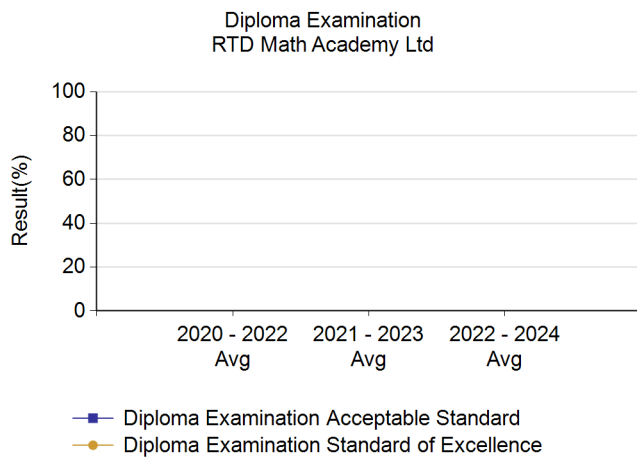 Diploma Examination
RTD Math Academy Ltd
Result(%)
100
80
60
40
20
0
2020 - 2022 2021 - 2023 2022 - 2024
Avg Avg Avg
Diploma Examination Acceptable Standard
Diploma Examination Standard of Excellence